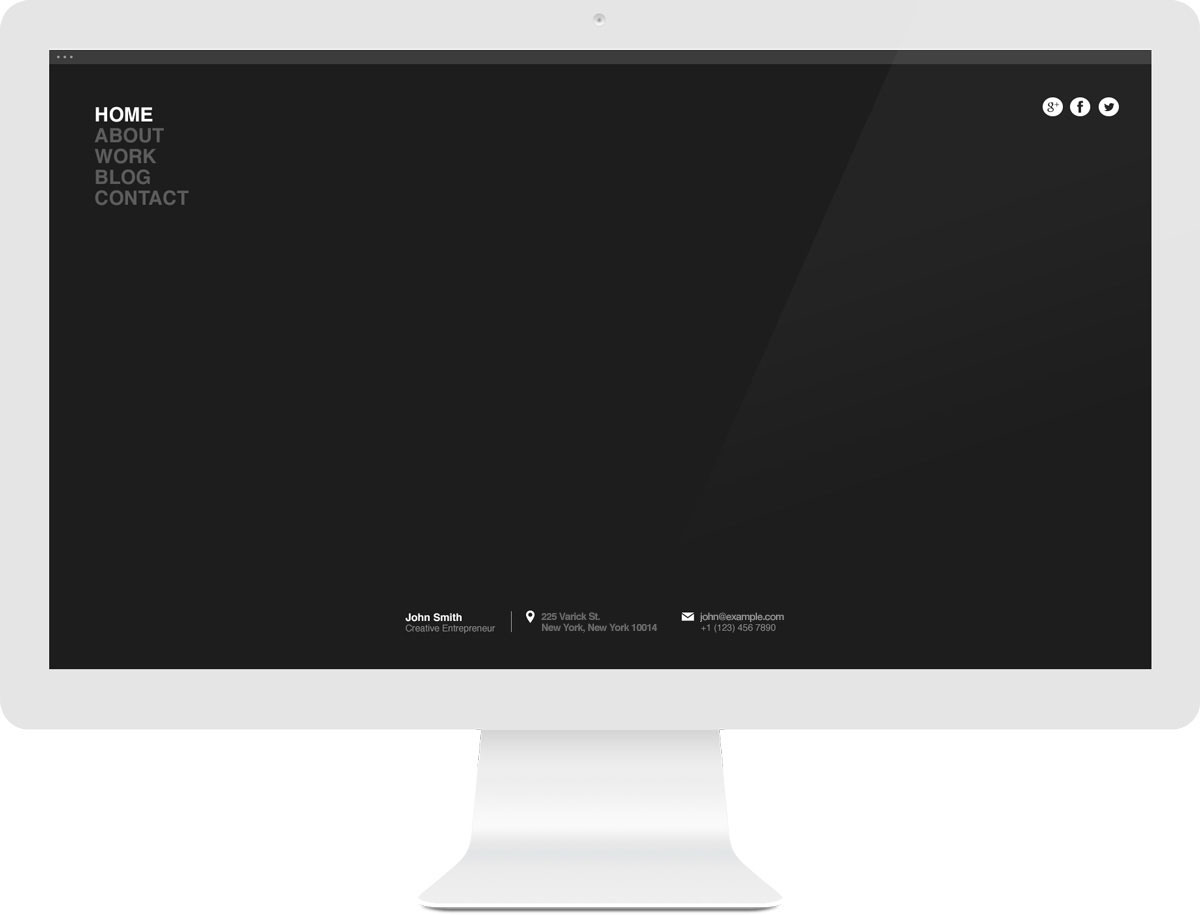 HOME
ABOUT
WORK
BLOG
CONTACT
g+
John Smith
Creative Entrepreneur
225 Varick St.
New York, New York 10014
john@example.com
+1 (123) 456 7890